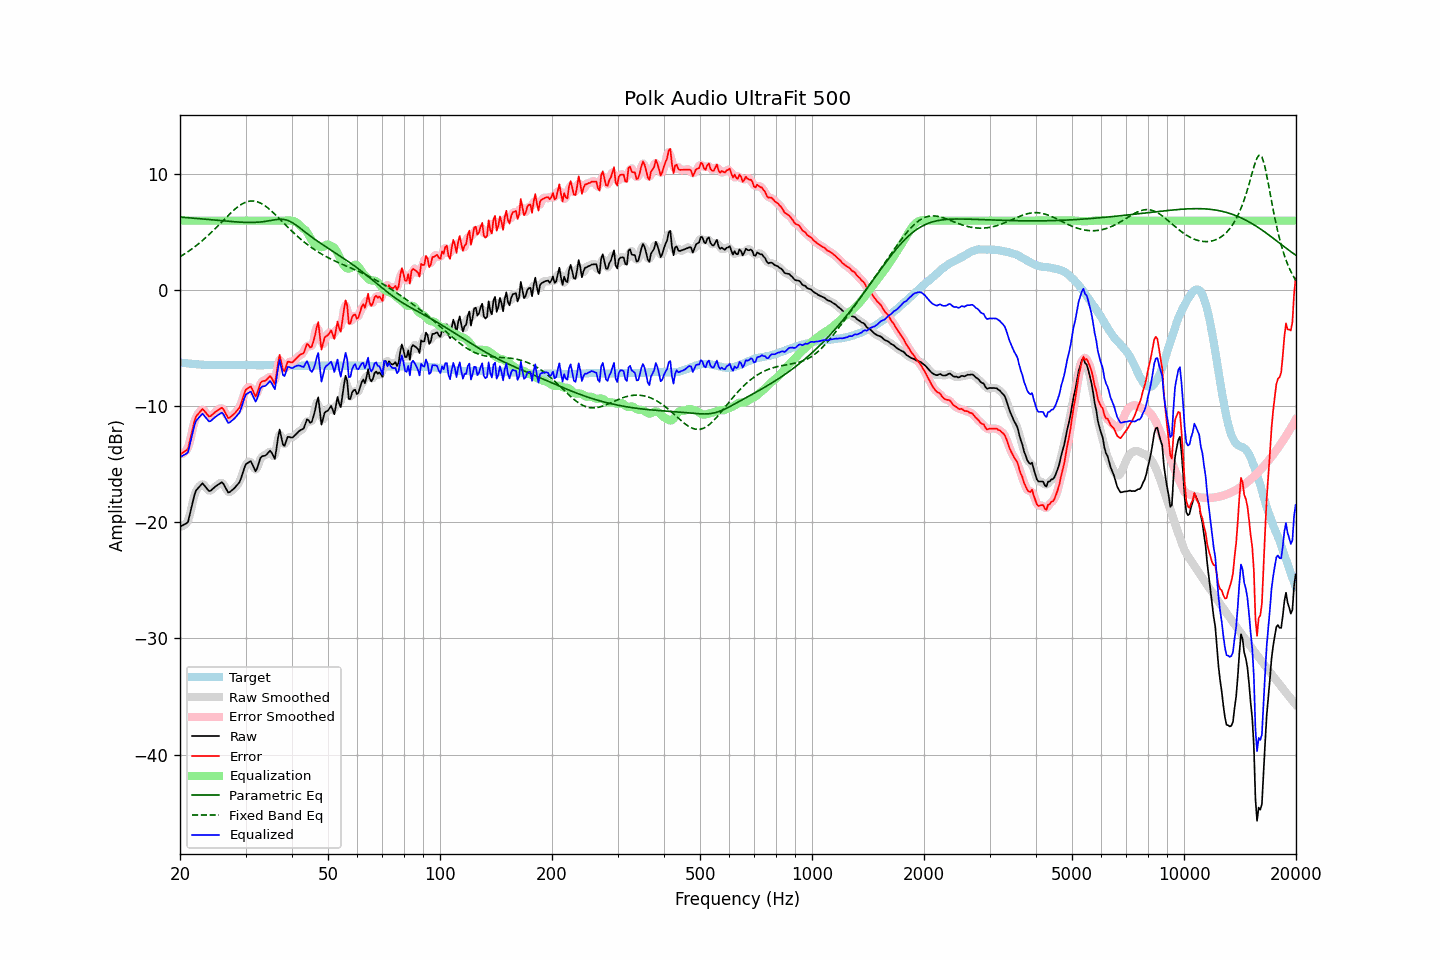 Polk Audio UltraFit 500
Amplitude (dBr)
10
0
−10
−20
−30
−40
Target
Raw Smoothed
Error Smoothed
Raw
Error
Equalization
Parametric Eq
Fixed Band Eq
Equalized
20 50 100 200 500 1000 2000 5000 10000 20000
Frequency (Hz)